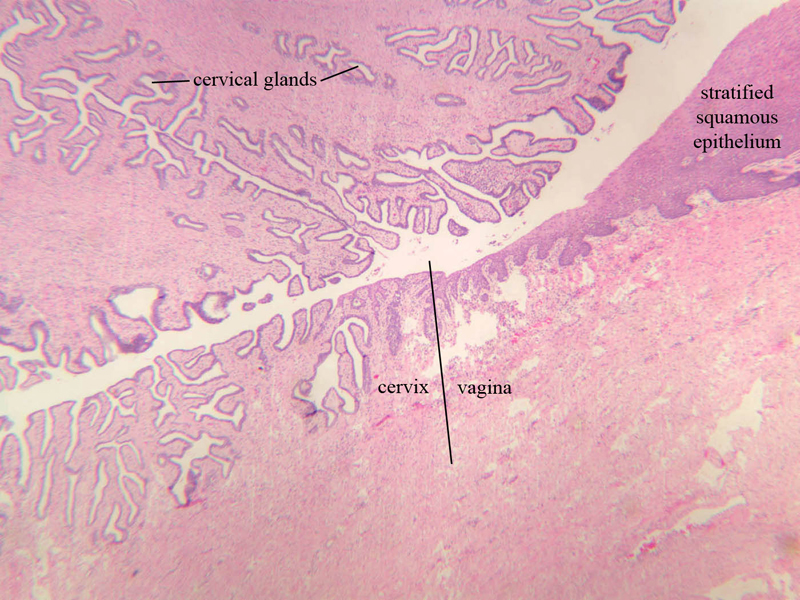 cervical glands
stratified
squamous
epithelium
cervix
vagina